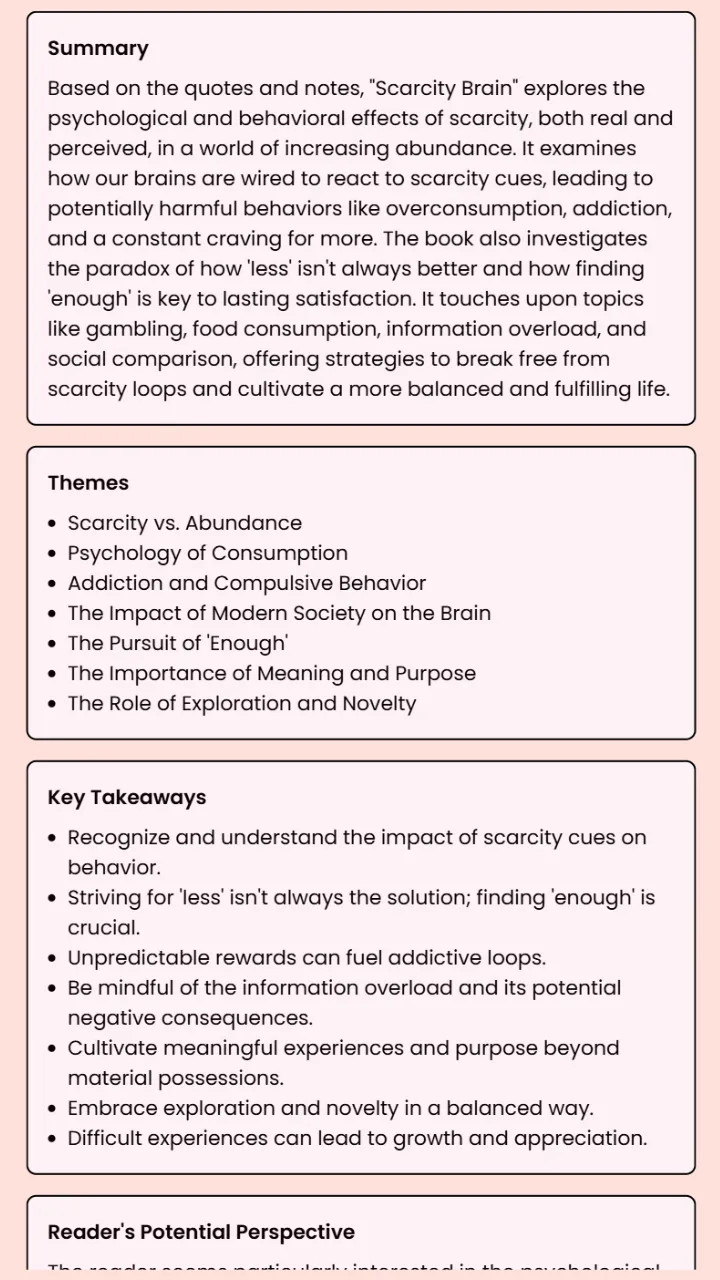 Summary
Based on the quotes and notes, "Scarcity Brain" explores the
psychological and behavioral effects of scarcity, both real and
perceived, in a world of increasing abundance. It examines
how our brains are wired to react to scarcity cues, leading to
potentially harmful behaviors like overconsumption, addiction,
and a constant craving for more. The book also investigates
the paradox of how 'less' isn't always better and how finding
'enough' is key to lasting satisfaction. It touches upon topics
like gambling, food consumption, information overload, and
social comparison, offering strategies to break free from
scarcity loops and cultivate a more balanced and fulfilling life.
Themes
• Scarcity vs. Abundance
• Psychology of Consumption
• Addiction and Compulsive Behavior
• The Impact of Modern Society on the Brain
• The Pursuit of 'Enough'
• The Importance of Meaning and Purpose
• The Role of Exploration and Novelty
Key Takeaways
• Recognize and understand the impact of scarcity cues on
behavior.
• Striving for 'less' isn't always the solution; finding 'enough' is
crucial.
• Unpredictable rewards can fuel addictive loops.
• Be mindful of the information overload and its potential
negative consequences.
• Cultivate meaningful experiences and purpose beyond
material possessions.
• Embrace exploration and novelty in a balanced way.
• Difficult experiences can lead to growth and appreciation.
Reader's Potential Perspective
The reader seems particularly interested in the psychological